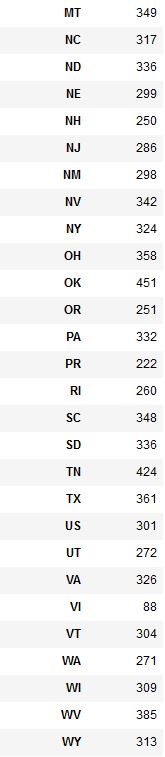 MT 349
NC 317
ND 336
NE 299
NH 250
NJ 286
NM 298
NV 342
NY 324
OH 358
OK 451
OR 251
PA 332
PR 222
RI 260
SC 348
SD 336
TN 424
TX 361
US 301
UT 272
VA 326
VI 88
VT 304
WA 271
WI 309
WV 385
WY 313